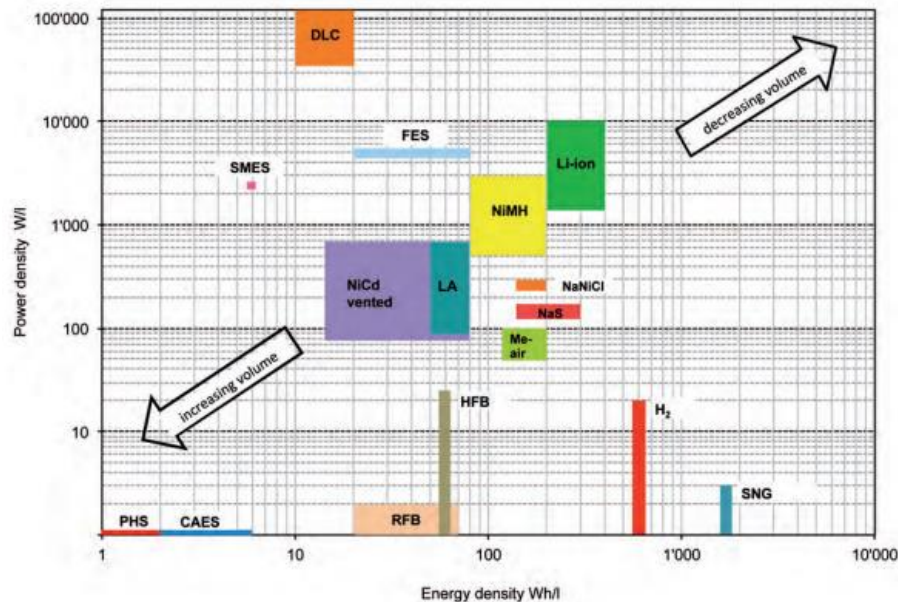 100'000
DLC
decreasing volume
10'000
FES
Li-ion
SMES
Power density W/l
1'000
NiMH
NiCd
vented
LA
NaNiCl
NaS
100
Me-
air
increasing volume
HFB
H₂
10
SNG
PHS
CAES
RFB
1
10
100
1'000
10'000
Energy density Wh/l